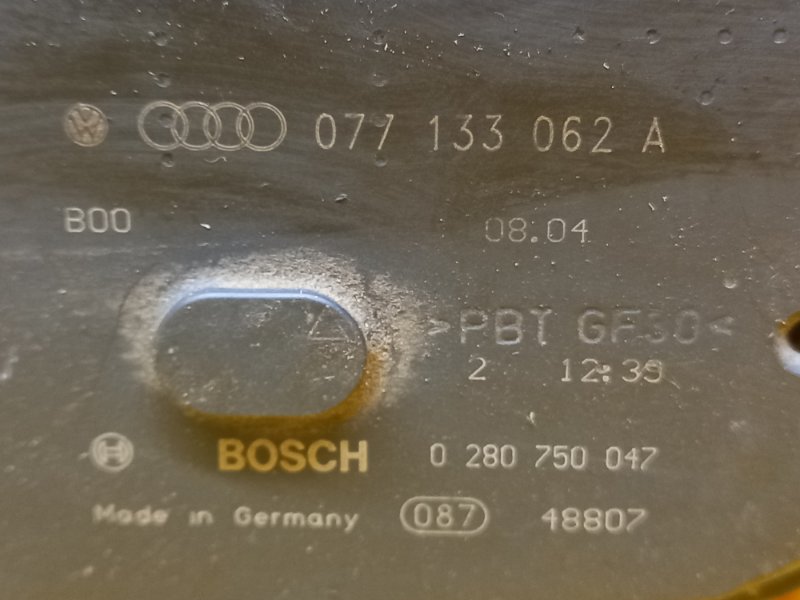 077 133 062 A
B00 08.04
>PBT GF30<
2 12:39
BOSCH 0 280 750 047
Made in Germany 087 48807